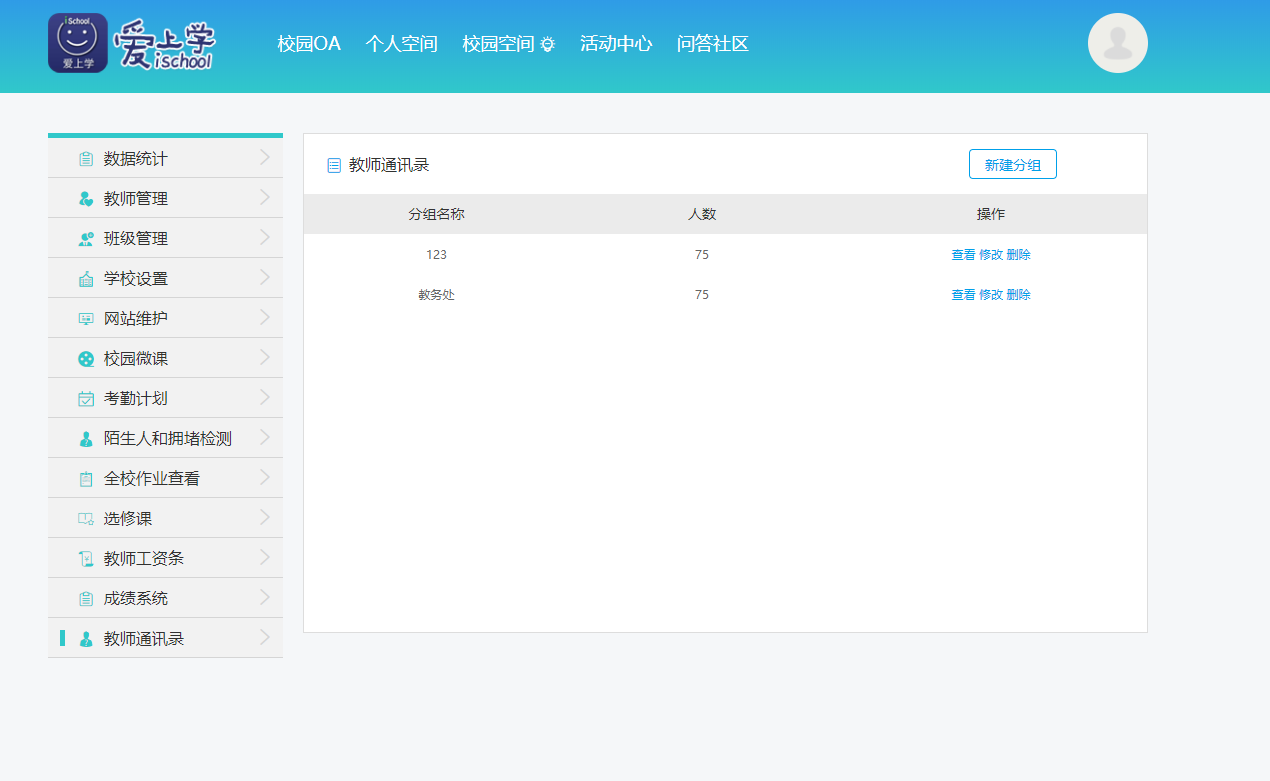 iSchool
爱上学
爱上学
ischool
校园OA 个人空间 校园空间 活动中心 问答社区
数据统计
教师管理
班级管理
学校设置
网站维护
校园微课
考勤计划
陌生人和拥堵检测
全校作业查看
选修课
教师工资条
成绩系统
教师通讯录
教师通讯录 新建分组
分组名称 人数 操作
123 75 查看 修改 删除
教务处 75 查看 修改 删除